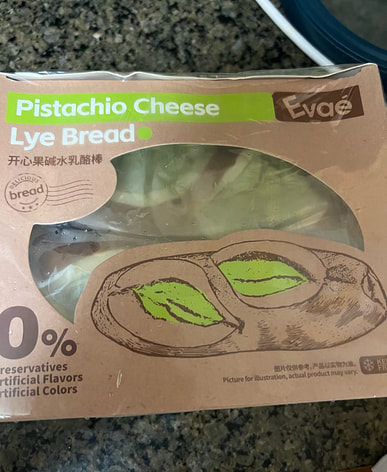 Pistachio Cheese
Evaé
Lye Bread
开心果碱水乳酪棒
DELICIOUS
bread
0%
reservatives
rtificial Flavors
rtificial Colors
图片仅供参考,产品以实物为准。
Picture for illustration, actual product may vary.